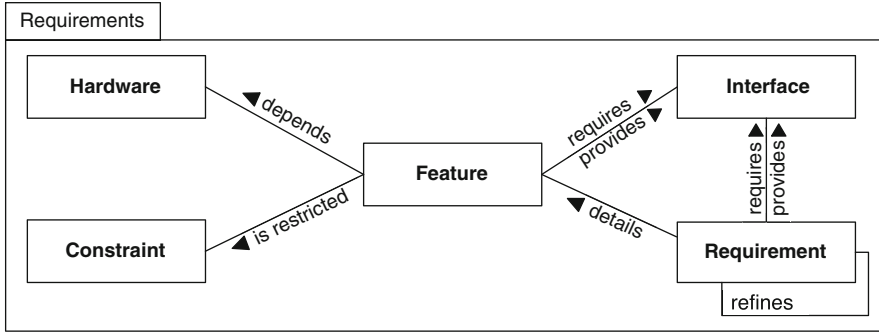 Requirements
Hardware
Interface
depends
requires
provides
Feature
requires
provides
is restricted
details
Constraint
Requirement
refines